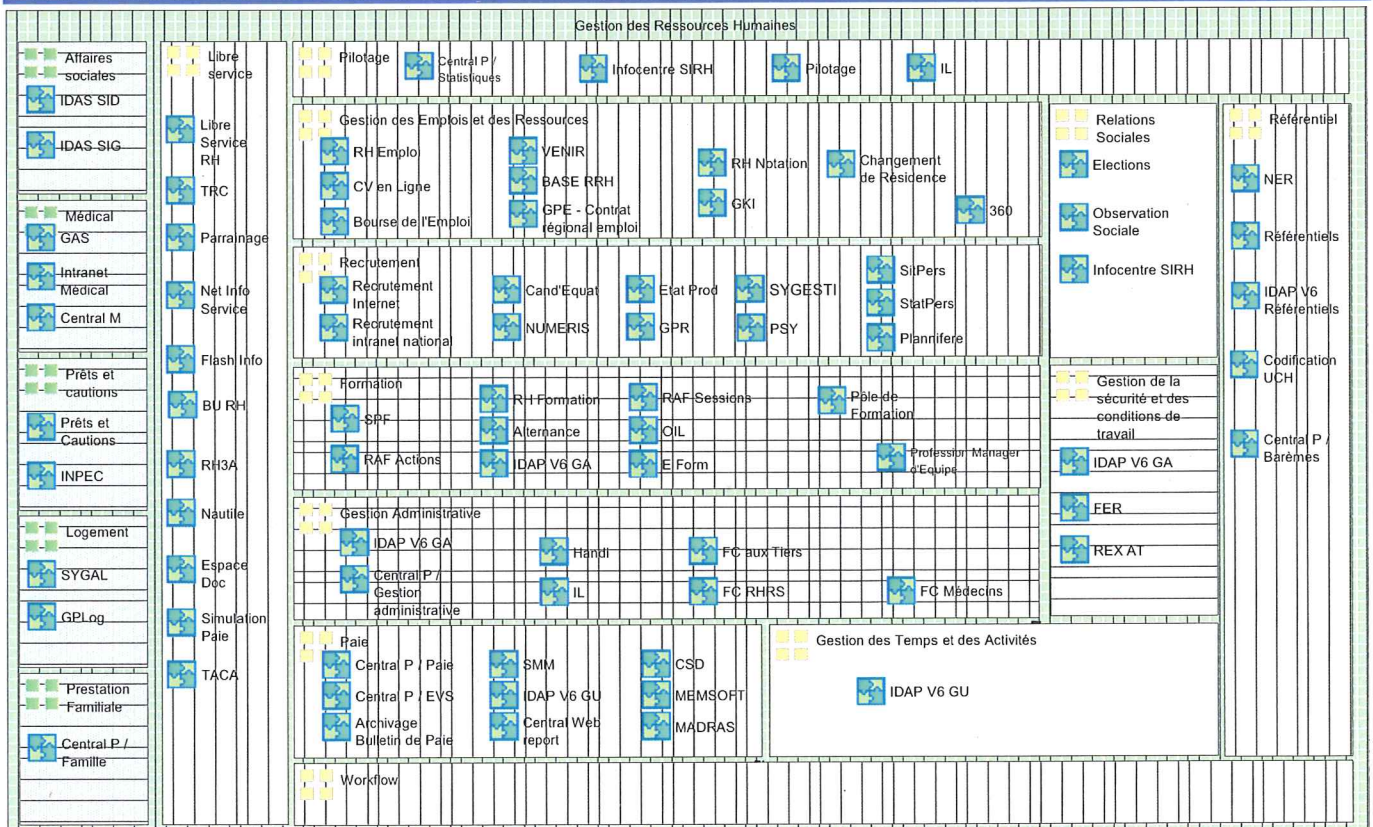 Gestion des Ressources Humaines
Affaires
sociales
IDAS SID
IDAS SIG
Médical
GAS
Intranet
Médical
Central M
Prêts et
cautions
Prêts et
Cautions
INPEC
Logement
SYGAL
GPLog
Prestation
Familiale
Central P /
Famille
Libre
service
Libre
Service
RH
TRC
Parrainage
Net Info
Service
Flash Info
BU RH
RH3A
Nautile
Espace
Doc
Simulation
Paie
TACA
Pilotage
Central P /
Statistiques
Infocentre SIRH
Pilotage
IL
Gestion des Emplois et des Ressources
RH Emploi
CV en Ligne
Bourse de l'Emploi
VENIR
BASE RRH
GPE - Contrat
régional emploi
RH Notation
GKI
Changement
de Résidence
360
Recrutement
Recrutement
Internet
Recrutement
intranet national
Cand'Equat
NUMERIS
Etat Prod
GPR
SYGESTI
PSY
SitPers
StatPers
Plannifere
Formation
SPF
RAF Actions
RH Formation
Alternance
IDAP V6 GA
RAF Sessions
OIL
E Form
Pôle de
Formation
Profession Manager
d'Equipe
Gestion Administrative
IDAP V6 GA
Central P /
Gestion
administrative
Handi
IL
FC aux Tiers
FC RHRS
FC Médecins
Paie
Central P / Paie
Central P / EVS
Archivage
Bulletin de Paie
SMM
IDAP V6 GU
Central Web
report
CSD
MEMSOFT
MADRAS
Gestion des Temps et des Activités
IDAP V6 GU
Workflow
Relations
Sociales
Elections
Observation
Sociale
Infocentre SIRH
Gestion de la
sécurité et des
conditions de
travail
IDAP V6 GA
FER
REX AT
Référentiel
NER
Référentiels
IDAP V6
Référentiels
Codification
UCH
Central P /
Barèmes